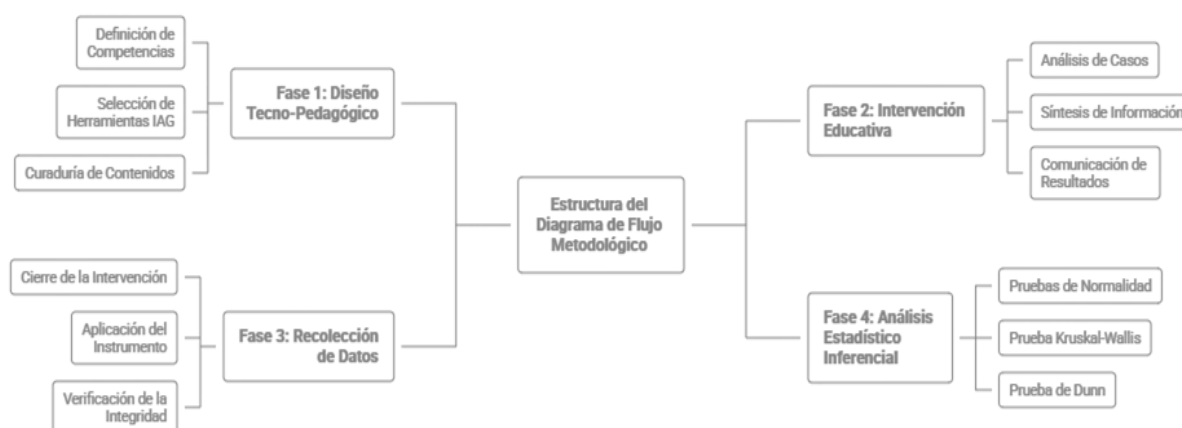 Estructura del
Diagrama de Flujo
Metodológico
Fase 1: Diseño
Tecno-Pedagógico
Definición de
Competencias
Selección de
Herramientas IAG
Curaduría de Contenidos
Fase 2: Intervención
Educativa
Análisis de Casos
Síntesis de Información
Comunicación de
Resultados
Fase 3: Recolección
de Datos
Cierre de la Intervención
Aplicación del
Instrumento
Verificación de la
Integridad
Fase 4: Análisis
Estadístico
Inferencial
Pruebas de Normalidad
Prueba Kruskal-Wallis
Prueba de Dunn